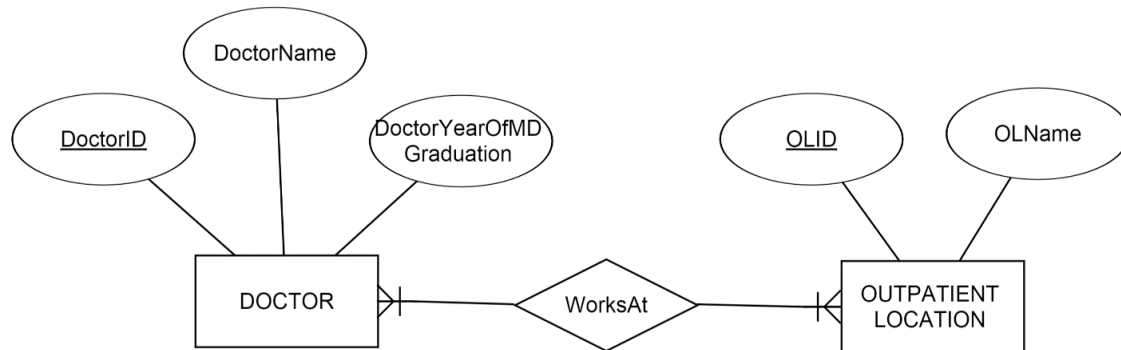 DoctorName
DoctorID
DoctorYearOfMD
Graduation
OLID
OLName
DOCTOR
WorksAt
OUTPATIENT
LOCATION